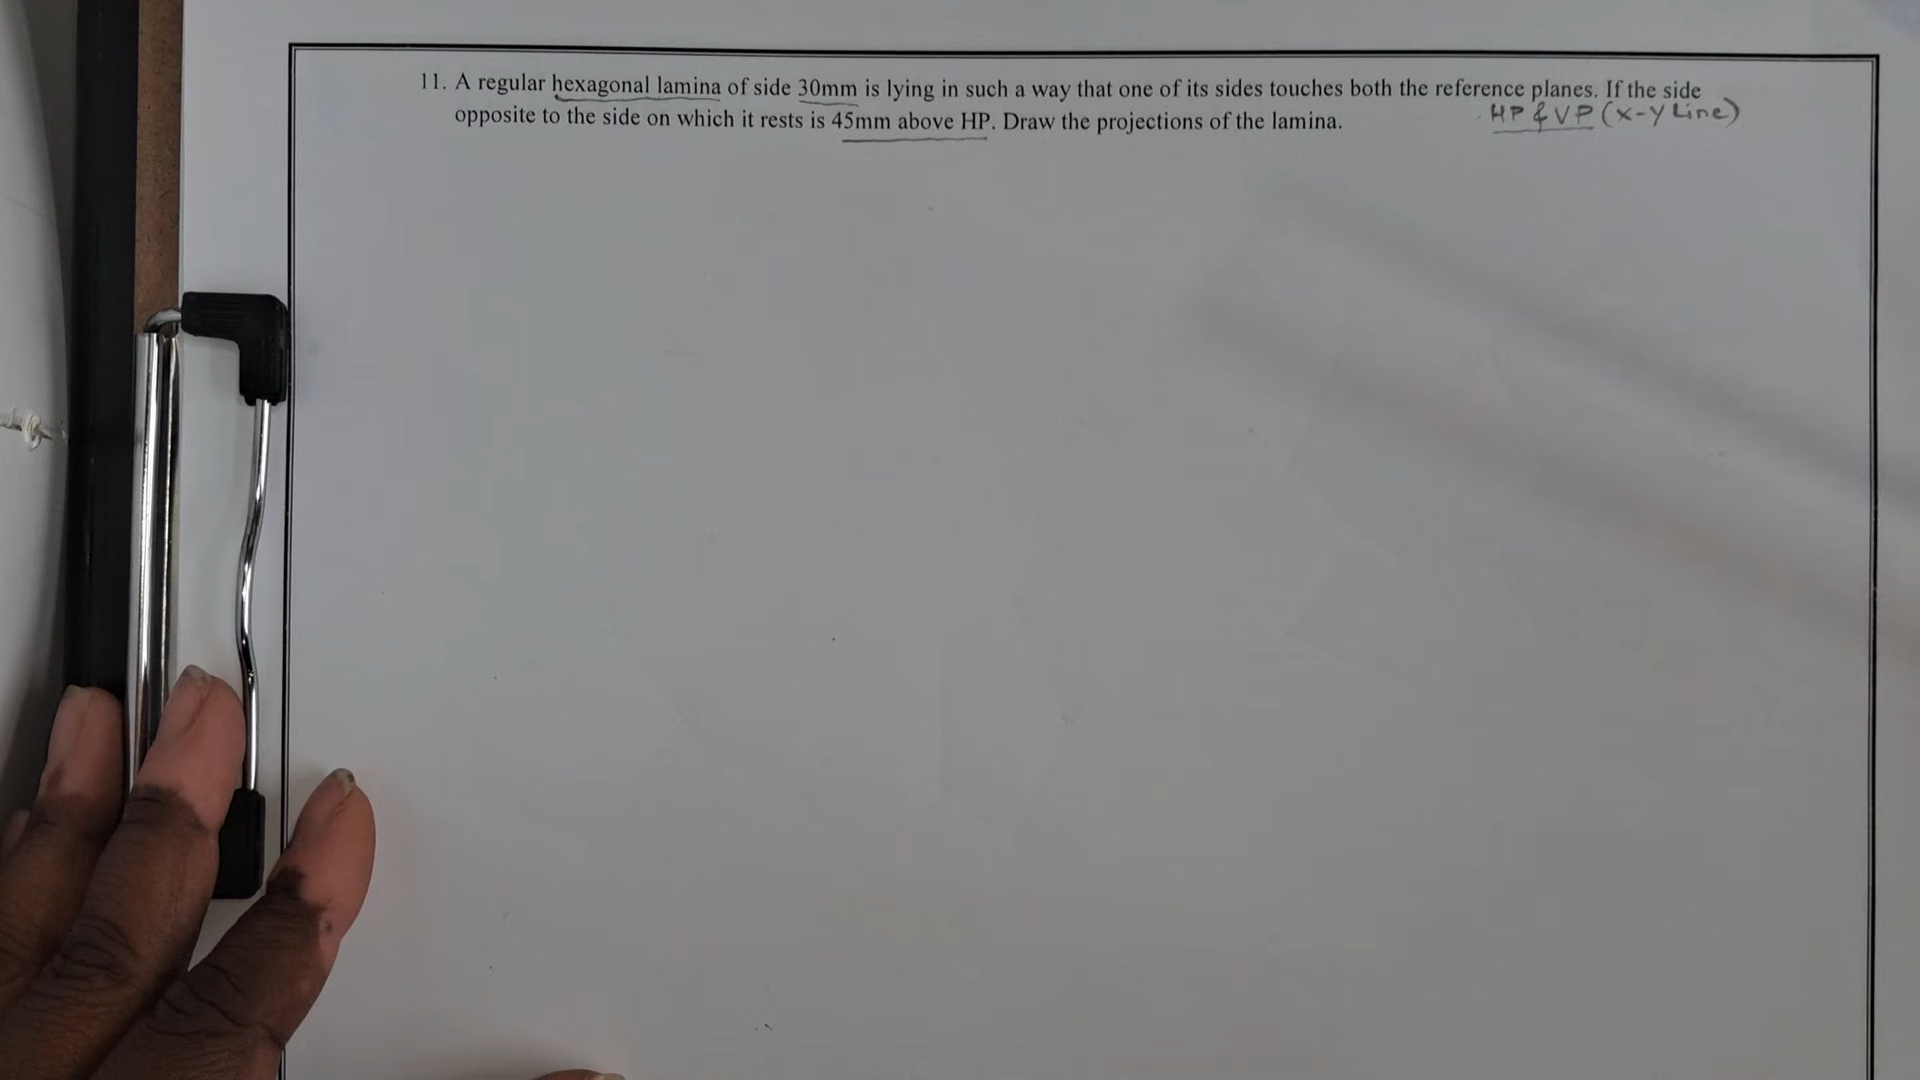 11. A regular hexagonal lamina of side 30mm is lying in such a way that one of its sides touches both the reference planes. If the side
opposite to the side on which it rests is 45mm above HP. Draw the projections of the lamina.
HP & VP (x-y Line)